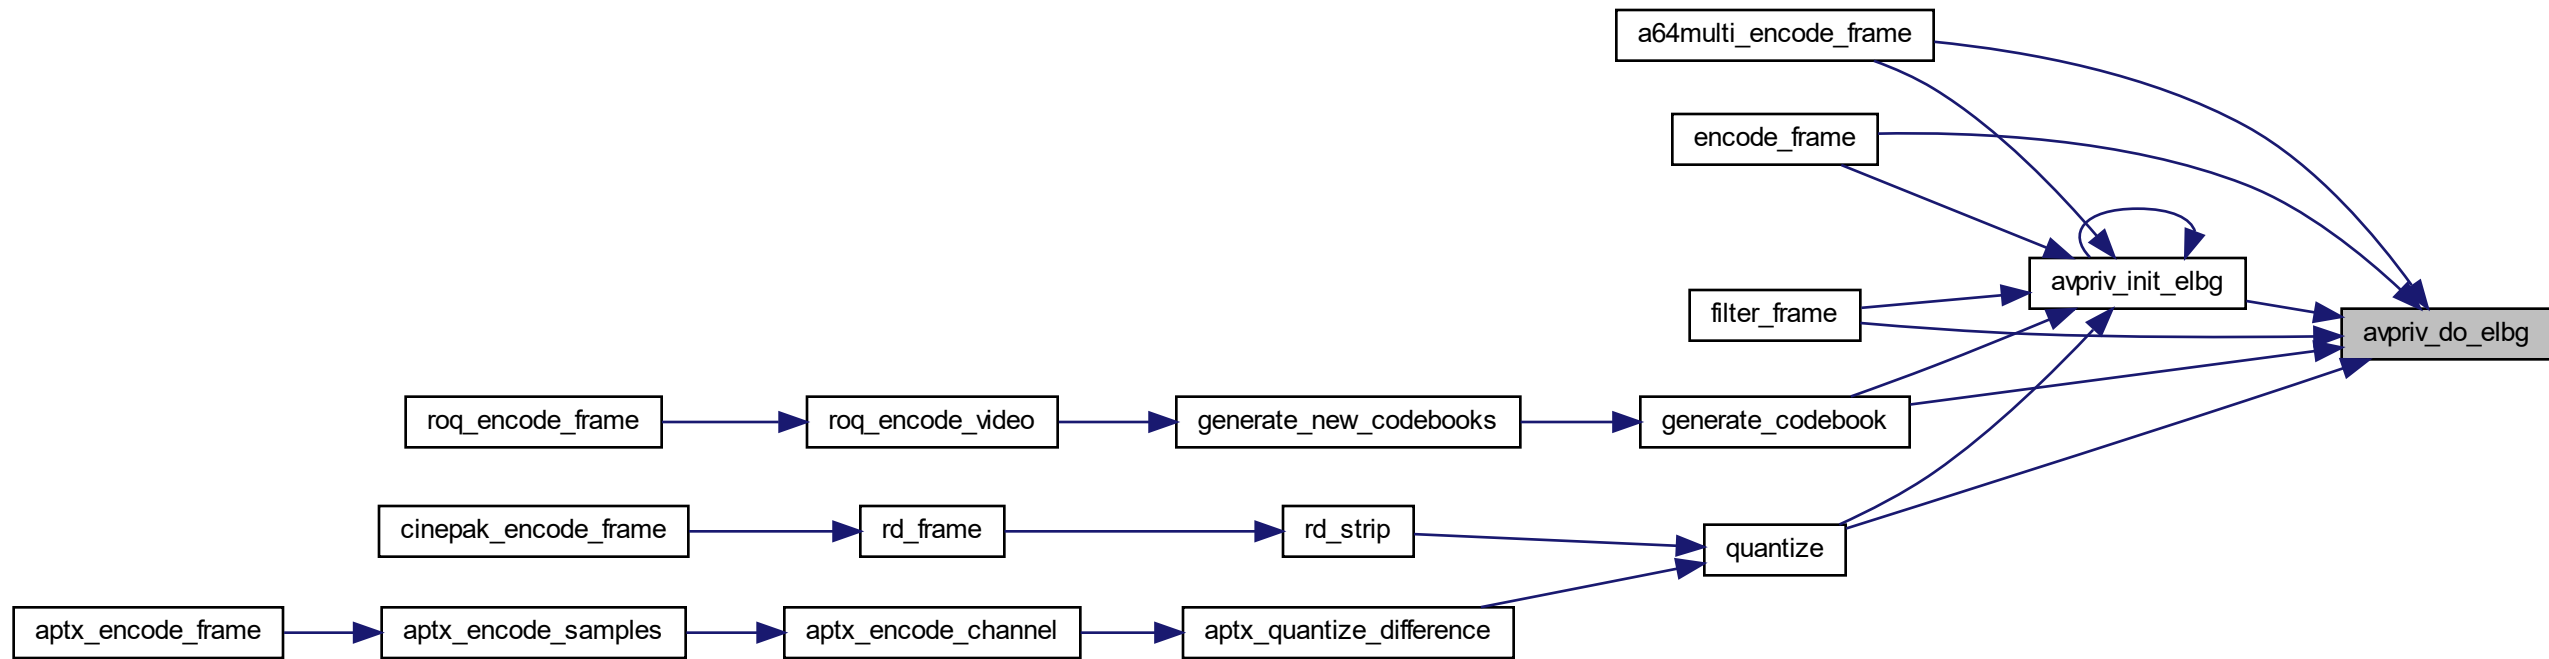 a64multi_encode_frame
encode_frame
avpriv_init_elbg
filter_frame
avpriv_do_elbg
roq_encode_frame
roq_encode_video
generate_new_codebooks
generate_codebook
cinepak_encode_frame
rd_frame
rd_strip
quantize
aptx_encode_frame
aptx_encode_samples
aptx_encode_channel
aptx_quantize_difference